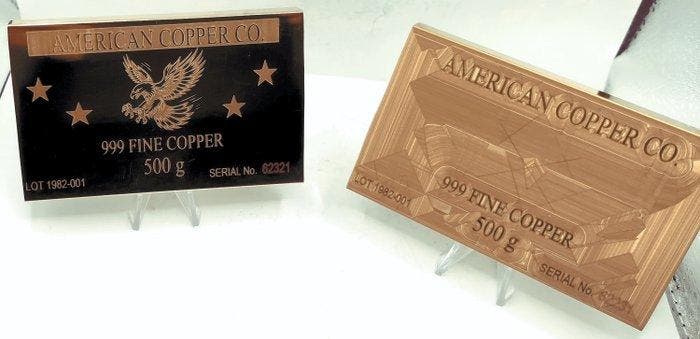 AMERICAN COPPER CO.
999 FINE COPPER
500 g
LOT 1982-001
SERIAL No. 62321
AMERICAN COPPER CO.
999 FINE COPPER
500 g
LOT 1982-001
SERIAL No.